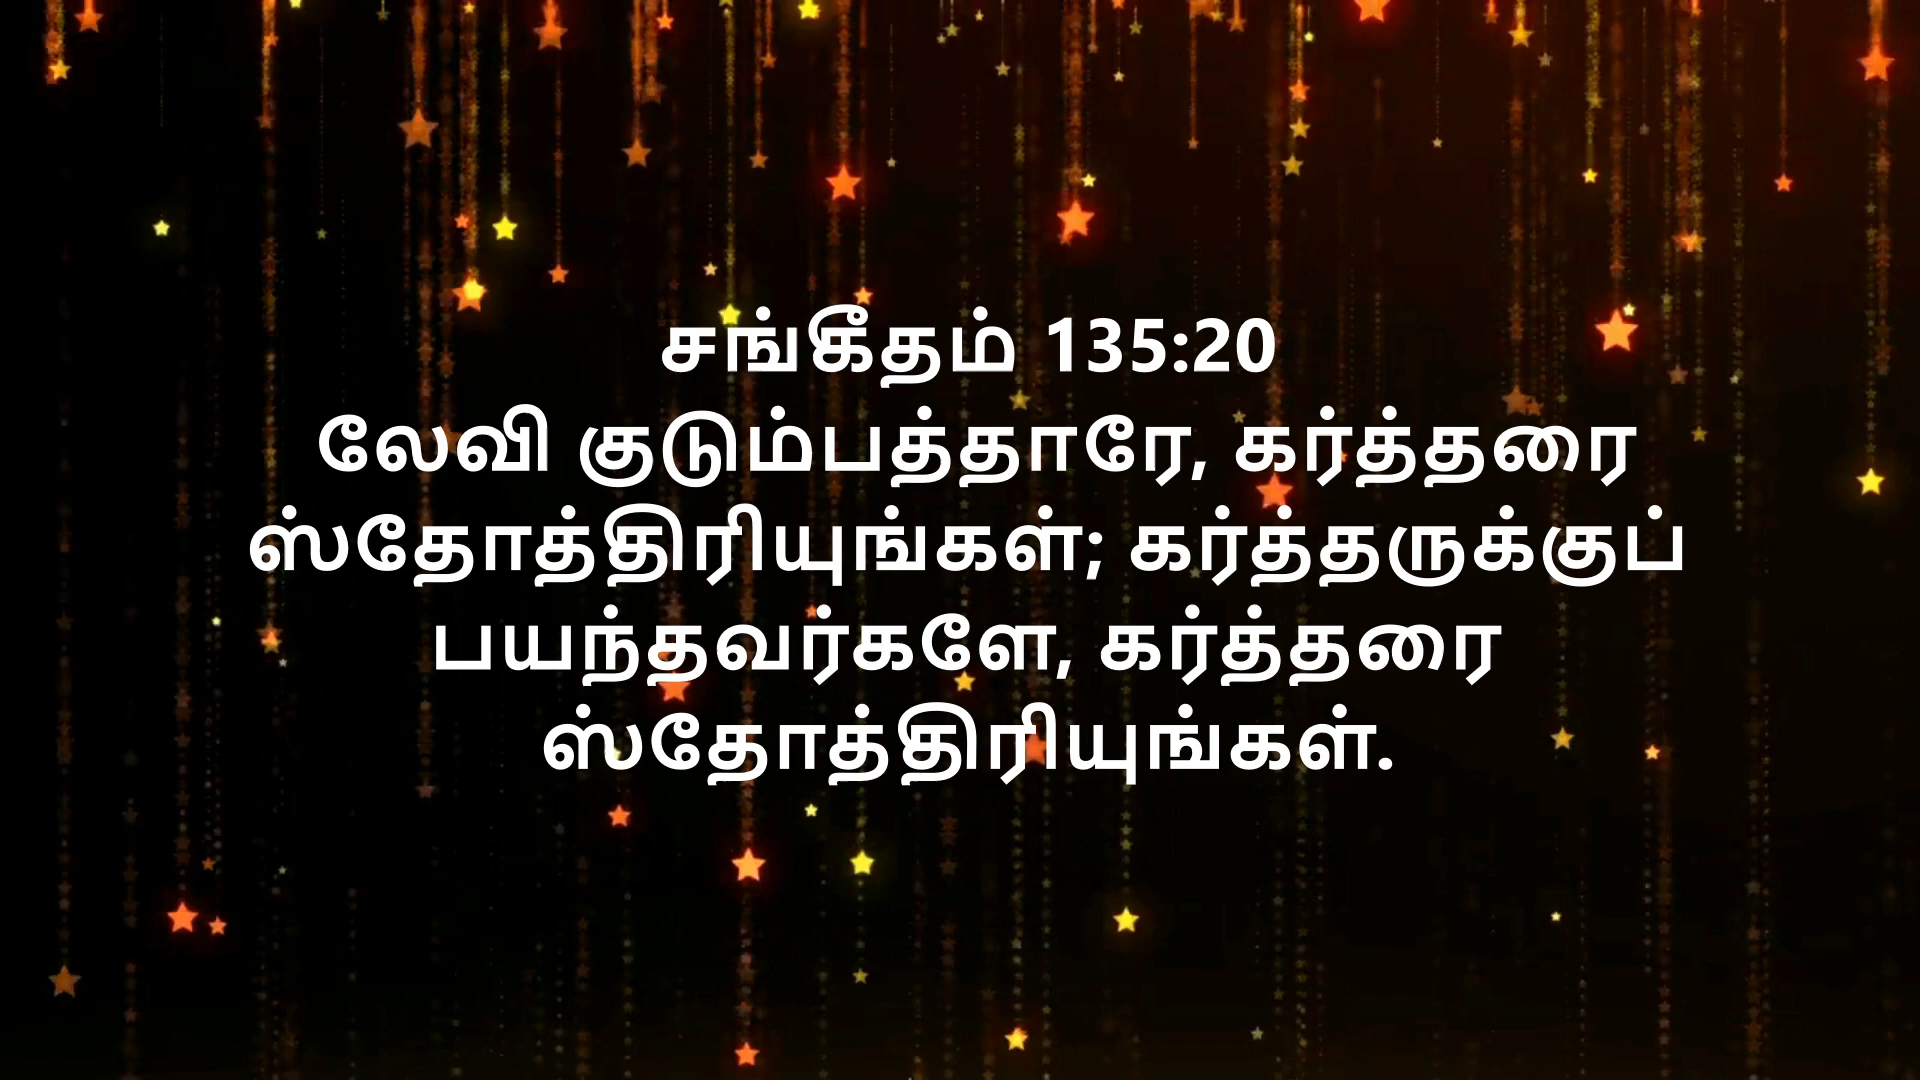 சங்கீதம் 135:20
லேவி குடும்பத்தாரே, கர்த்தரை
ஸ்தோத்திரியுங்கள்; கர்த்தருக்குப்
பயந்தவர்களே, கர்த்தரை
ஸ்தோத்திரியுங்கள்.